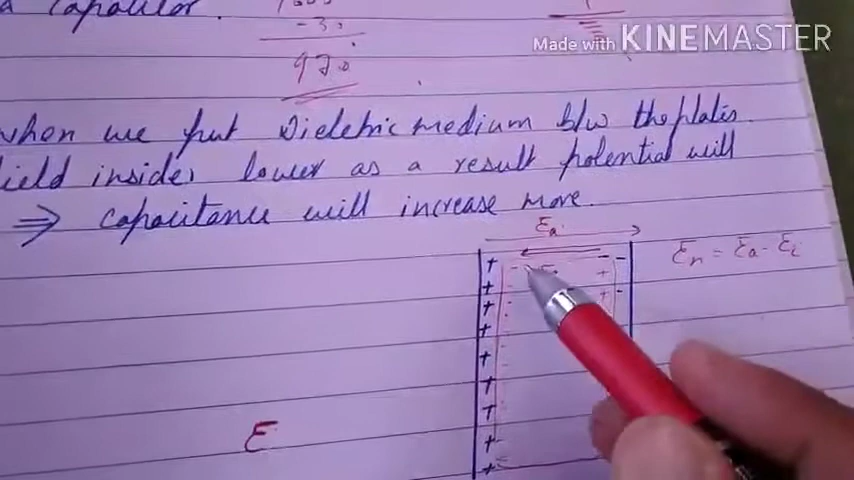 a capacitor.
-30
970
Made with KINEMASTER
when we put Dielectric medium b/w the plates
field inside, lower as a result potential will
⇒ capacitance will increase more.
Ea
En = Ea - Ei
E